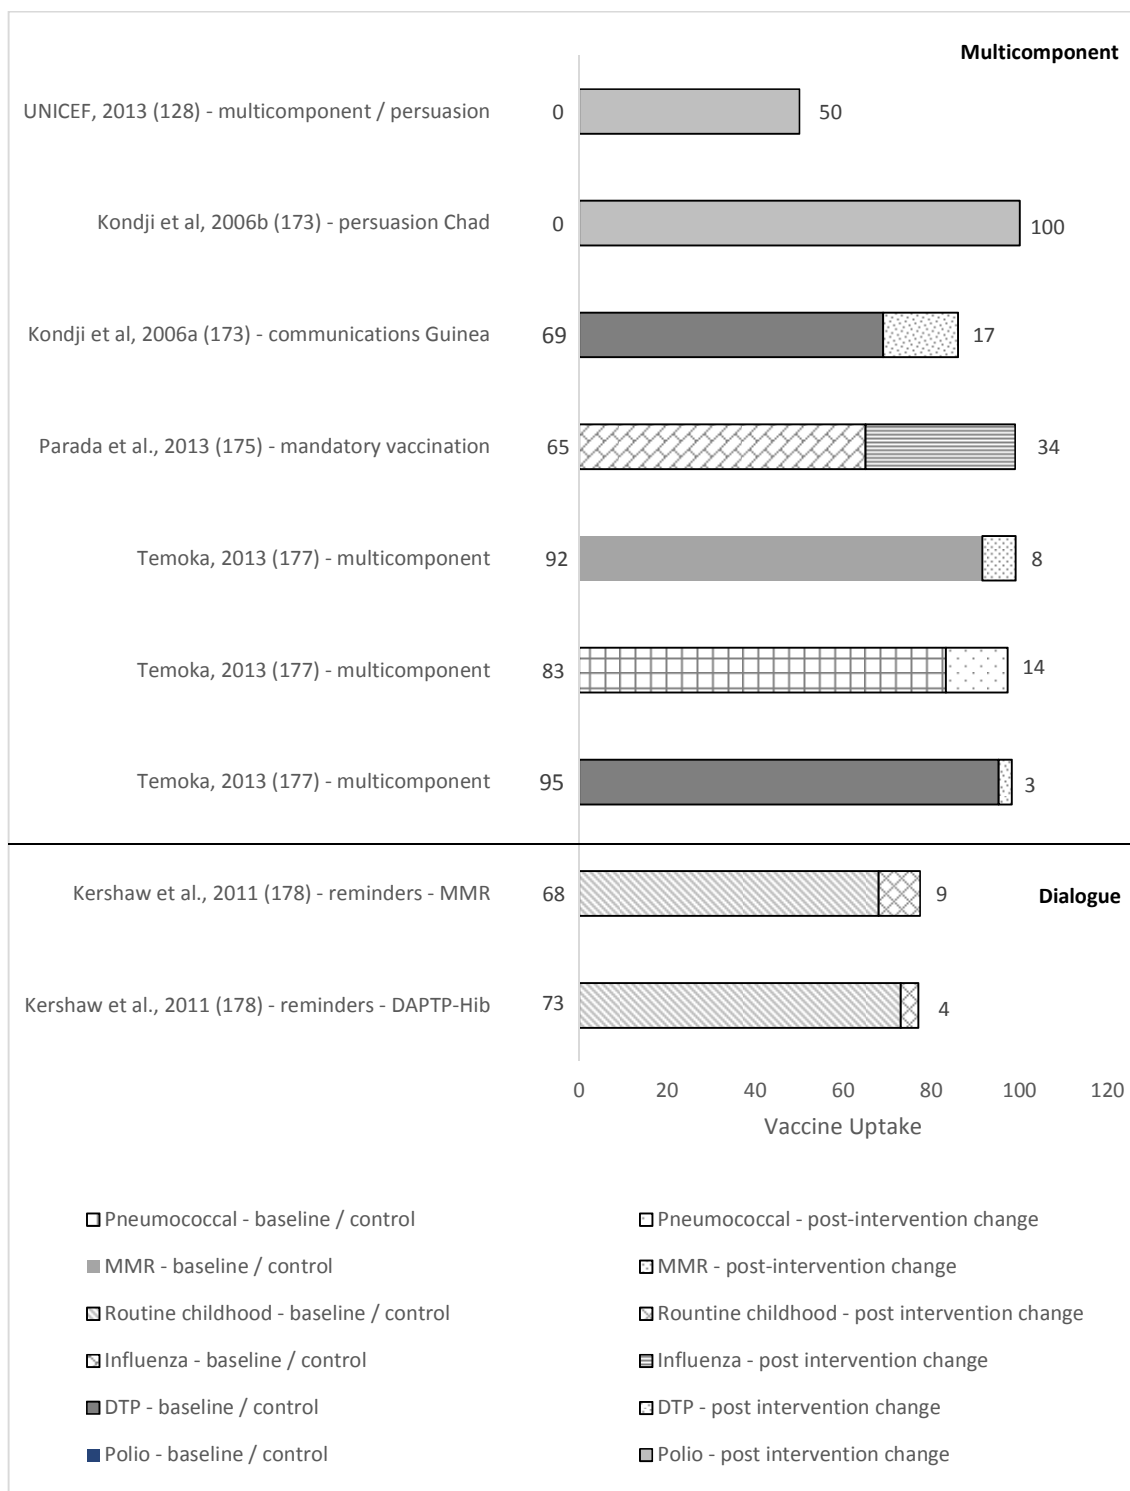 Multicomponent
UNICEF, 2013 (128) - multicomponent / persuasion 0 50
Kondji et al, 2006b (173) - persuasion Chad 0 100
Kondji et al, 2006a (173) - communications Guinea 69 17
Parada et al., 2013 (175) - mandatory vaccination 65 34
Temoka, 2013 (177) - multicomponent 92 8
Temoka, 2013 (177) - multicomponent 83 14
Temoka, 2013 (177) - multicomponent 95 3
Kershaw et al., 2011 (178) - reminders - MMR 68 9
Dialogue
Kershaw et al., 2011 (178) - reminders - DAPTP-Hib 73 4
0 20 40 60 80 100 120
Vaccine Uptake
Pneumococcal - baseline / control Pneumococcal - post-intervention change
MMR - baseline / control MMR - post-intervention change
Routine childhood - baseline / control Rountine childhood - post intervention change
Influenza - baseline / control Influenza - post intervention change
DTP - baseline / control DTP - post intervention change
Polio - baseline / control Polio - post intervention change